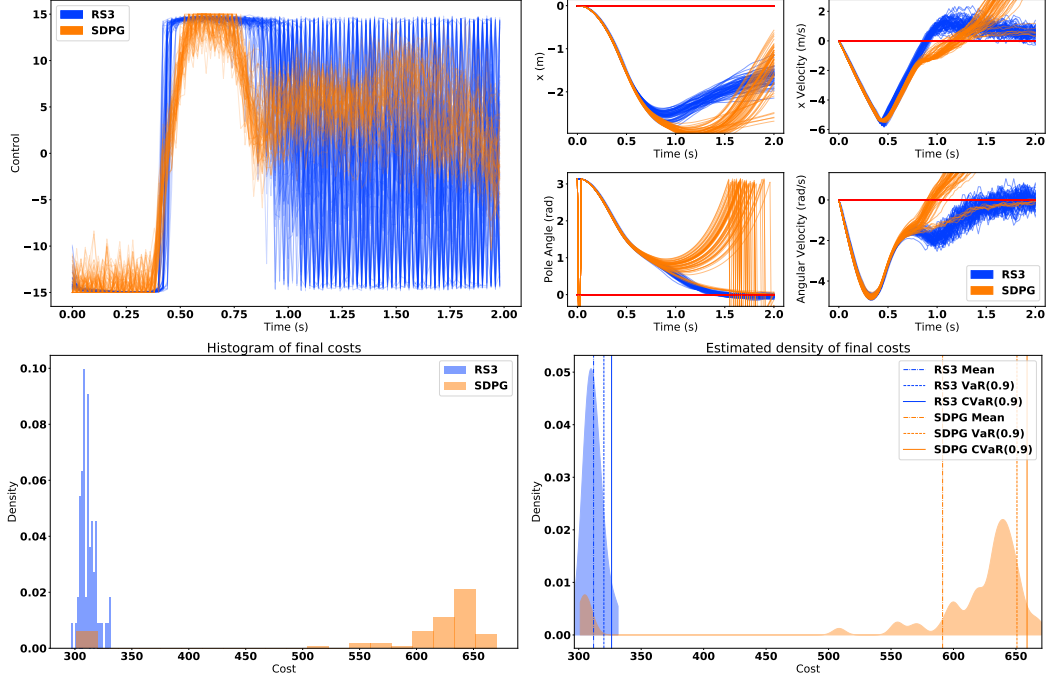 RS3
SDPG
15
10
5
0
−5
−10
−15
Control
0.00 0.25 0.50 0.75 1.00 1.25 1.50 1.75 2.00
Time (s)
0
−1
−2
x (m)
0.0 0.5 1.0 1.5 2.0
Time (s)
2
0
−2
−4
−6
x Velocity (m/s)
0.0 0.5 1.0 1.5 2.0
Time (s)
3
2
1
0
Pole Angle (rad)
0.0 0.5 1.0 1.5 2.0
Time (s)
0
−2
−4
Angular Velocity (rad/s)
RS3
SDPG
0.0 0.5 1.0 1.5 2.0
Time (s)
Histogram of final costs
RS3
SDPG
0.10
0.08
0.06
0.04
0.02
0.00
Density
300 350 400 450 500 550 600 650
Cost
Estimated density of final costs
RS3 Mean
RS3 VaR(0.9)
RS3 CVaR(0.9)
SDPG Mean
SDPG VaR(0.9)
SDPG CVaR(0.9)
0.05
0.04
0.03
0.02
0.01
0.00
Density
300 350 400 450 500 550 600 650
Cost